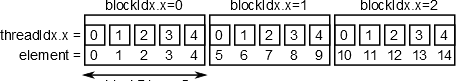 blockIdx.x=0 blockIdx.x=1 blockIdx.x=2
threadIdx.x = 0 1 2 3 4 0 1 2 3 4 0 1 2 3 4
element = 0 1 2 3 4 5 6 7 8 9 10 11 12 13 14